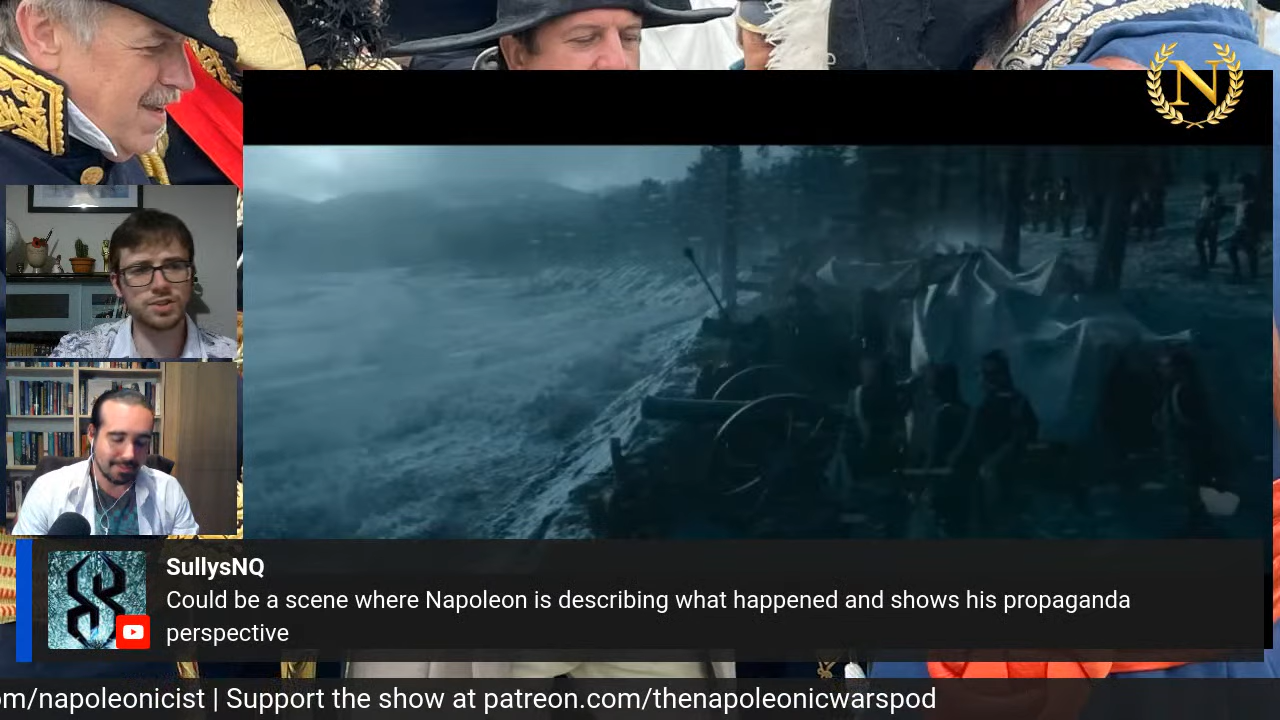 N
SullysNQ
Could be a scene where Napoleon is describing what happened and shows his propaganda
perspective
om/napoleonicist | Support the show at patreon.com/thenapoleonicwarspod